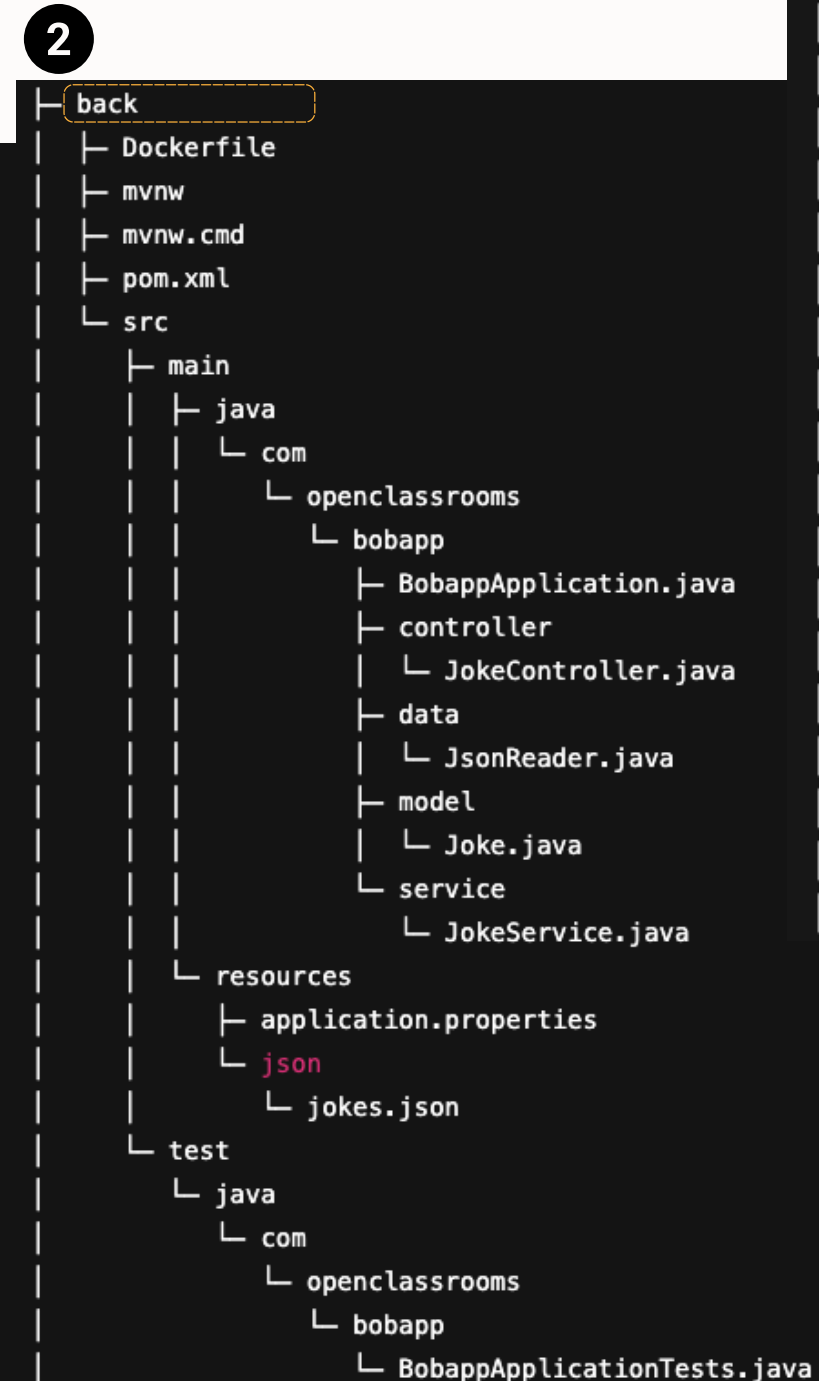 2
├─ back
│  ├─ Dockerfile
│  ├─ mvnw
│  ├─ mvnw.cmd
│  ├─ pom.xml
│  └─ src
│     ├─ main
│     │  ├─ java
│     │  │  └─ com
│     │  │     └─ openclassrooms
│     │  │        └─ bobapp
│     │  │           ├─ BobappApplication.java
│     │  │           ├─ controller
│     │  │           │  └─ JokeController.java
│     │  │           ├─ data
│     │  │           │  └─ JsonReader.java
│     │  │           ├─ model
│     │  │           │  └─ Joke.java
│     │  │           └─ service
│     │  │              └─ JokeService.java
│     │  └─ resources
│     │     ├─ application.properties
│     │     └─ json
│     │        └─ jokes.json
│     └─ test
│        └─ java
│           └─ com
│              └─ openclassrooms
│                 └─ bobapp
│                    └─ BobappApplicationTests.java